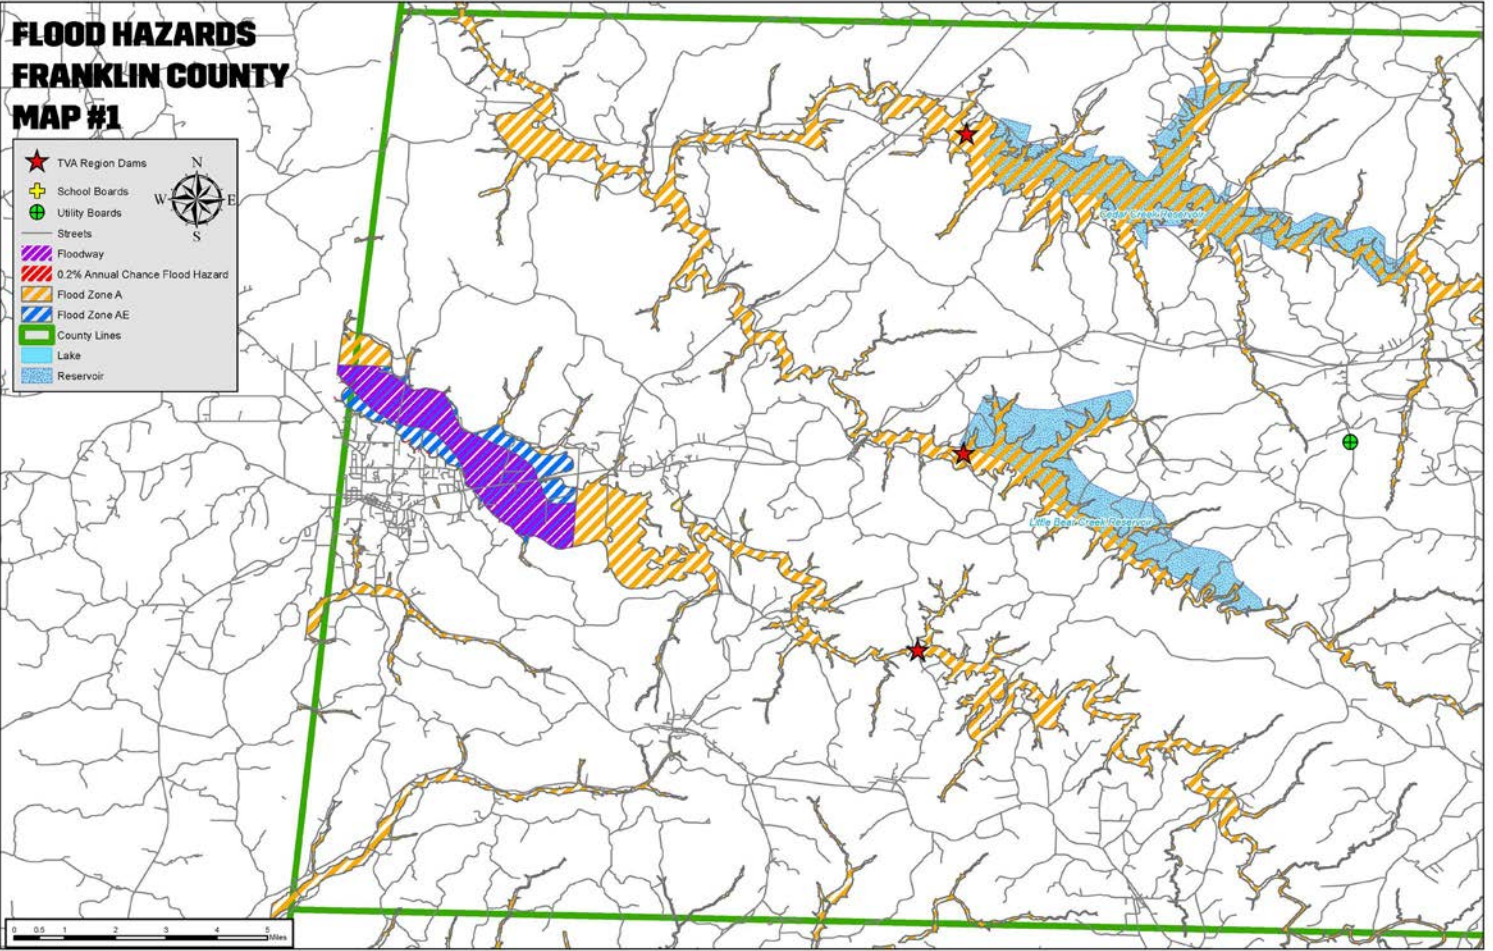 FLOOD HAZARDS
FRANKLIN COUNTY
MAP #1
TVA Region Dams
School Boards
Utility Boards
Streets
Floodway
0.2% Annual Chance Flood Hazard
Flood Zone A
Flood Zone AE
County Lines
Lake
Reservoir
N
W E
S
Cedar Creek Reservoir
Little Bear Creek Reservoir
0 0.5 1 2 3 4 5
Miles